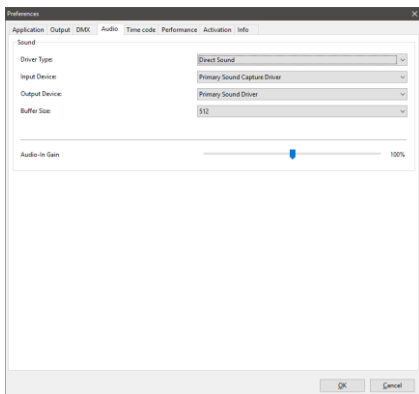 Preferences
Application Output DMX Audio Time code Performance Activation Info
Sound
Driver Type: Direct Sound
Input Device: Primary Sound Capture Driver
Output Device: Primary Sound Driver
Buffer Size: 512
Audio-In Gain 100%
OK Cancel